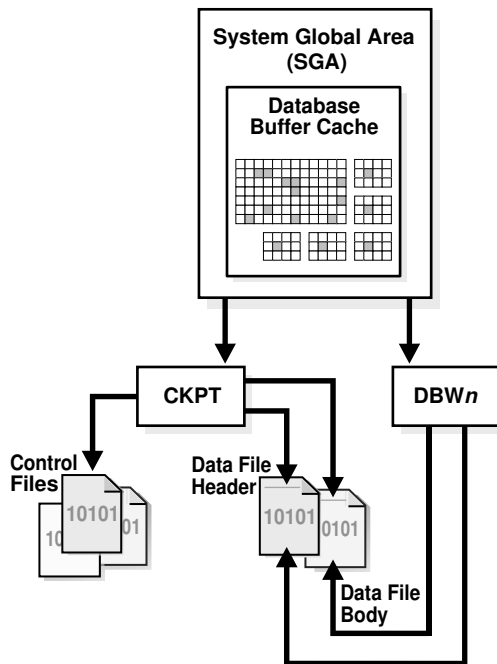 System Global Area
(SGA)
Database
Buffer Cache
CKPT
DBWn
Control
Files
Data File
Header
10101
10
01
10101
0101
Data File
Body